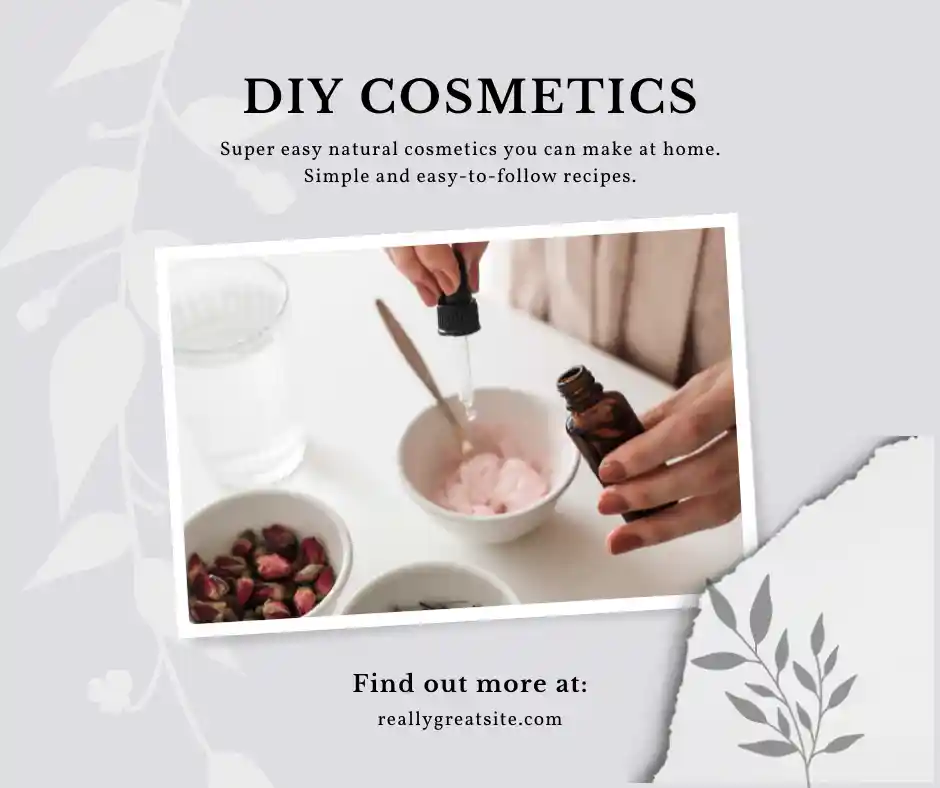 DIY COSMETICS
Super easy natural cosmetics you can make at home.
Simple and easy-to-follow recipes.
Find out more at:
reallygreatsite.com